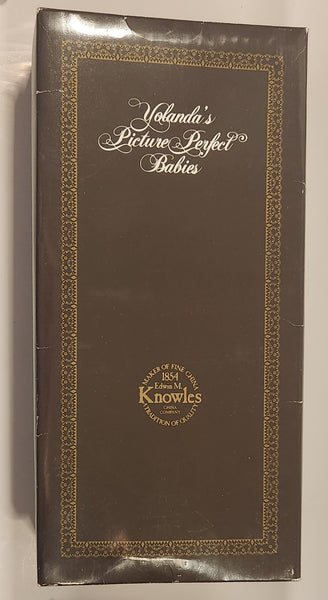 Yolanda's
Picture Perfect
Babies
MAKER OF FINE CHINA
1854
Edwin M.
Knowles
CHINA
COMPANY
TRADITION OF QUALITY